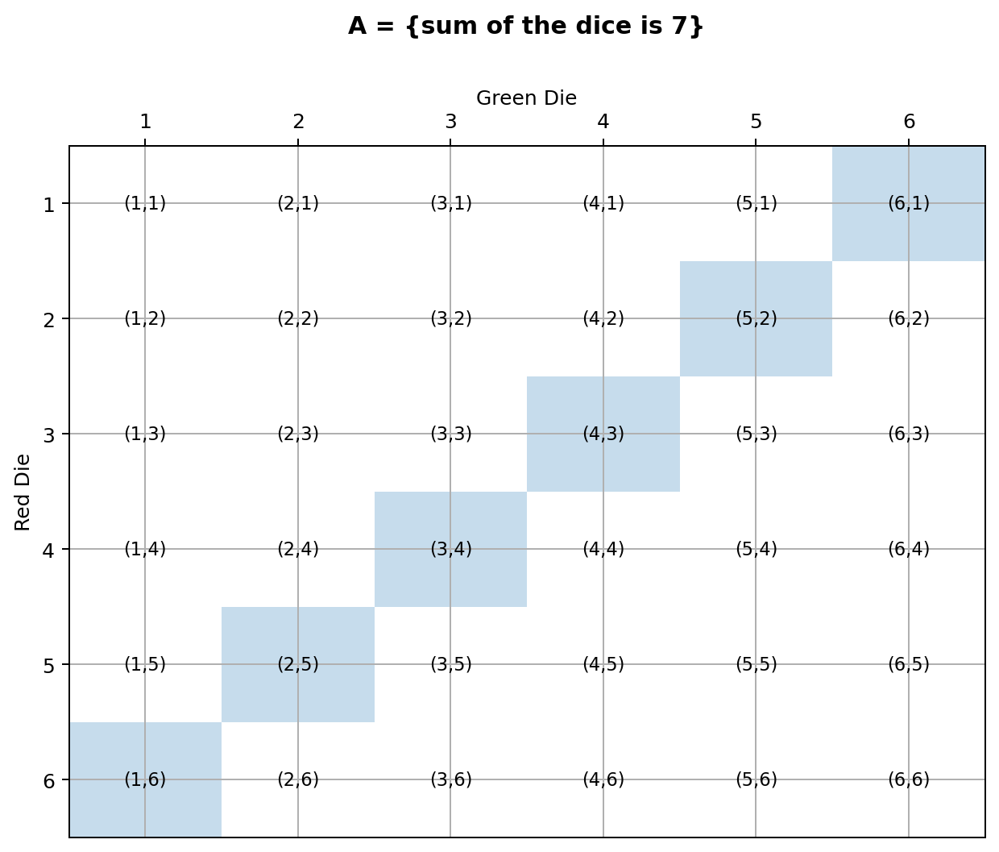 A = {sum of the dice is 7}
Green Die
1 2 3 4 5 6
1 (1,1) (2,1) (3,1) (4,1) (5,1) (6,1)
2 (1,2) (2,2) (3,2) (4,2) (5,2) (6,2)
3 (1,3) (2,3) (3,3) (4,3) (5,3) (6,3)
Red Die
4 (1,4) (2,4) (3,4) (4,4) (5,4) (6,4)
5 (1,5) (2,5) (3,5) (4,5) (5,5) (6,5)
6 (1,6) (2,6) (3,6) (4,6) (5,6) (6,6)